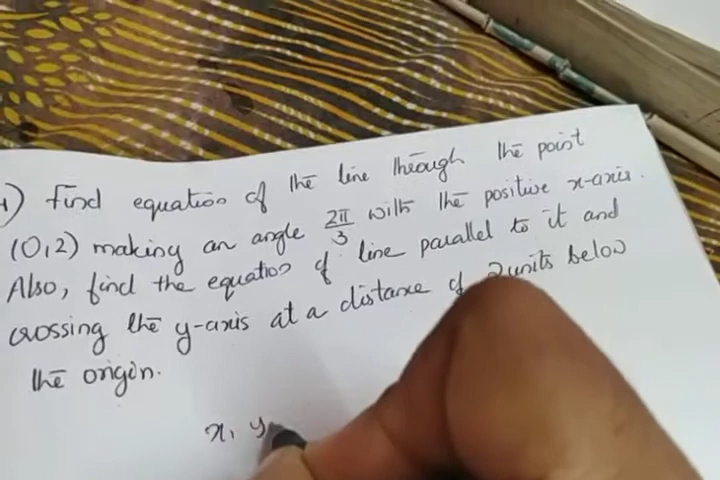 ) Find equation of the line through the point
(0,2) making an angle 2π/3 with the positive x-axis.
Also, find the equation of line parallel to it and
crossing the y-axis at a distance of 2 units below
the origin.
x, y